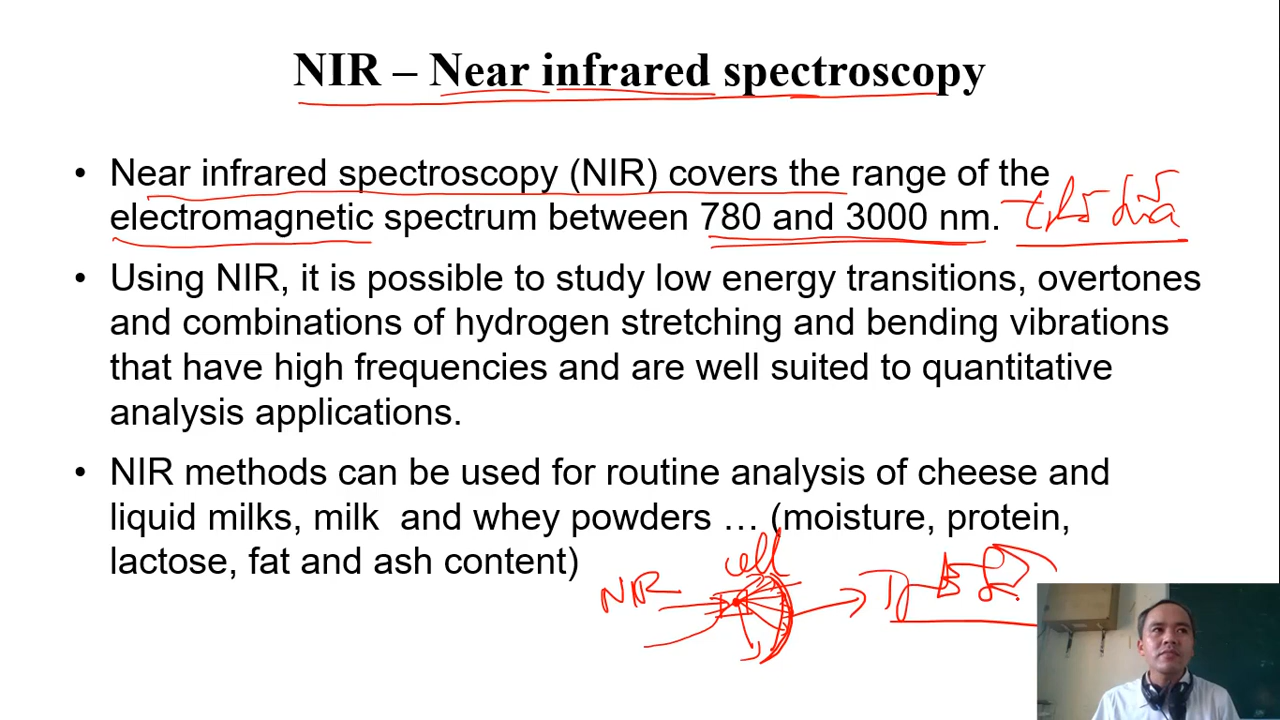 NIR – Near infrared spectroscopy
• Near infrared spectroscopy (NIR) covers the range of the
electromagnetic spectrum between 780 and 3000 nm.
• Using NIR, it is possible to study low energy transitions, overtones
and combinations of hydrogen stretching and bending vibrations
that have high frequencies and are well suited to quantitative
analysis applications.
• NIR methods can be used for routine analysis of cheese and
liquid milks, milk and whey powders … (moisture, protein,
lactose, fat and ash content)
cell
NIR